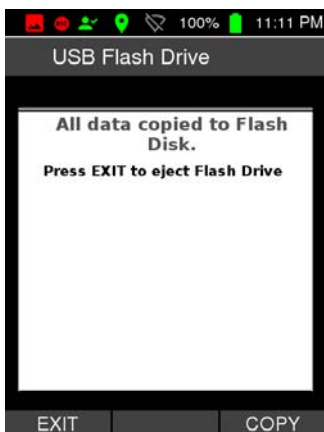 100% 11:11 PM
USB Flash Drive
All data copied to Flash
Disk.
Press EXIT to eject Flash Drive
EXIT COPY